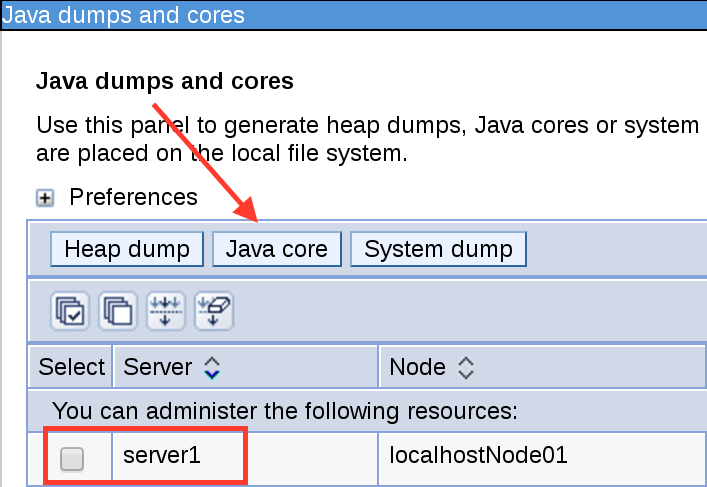 Java dumps and cores
Java dumps and cores
Use this panel to generate heap dumps, Java cores or system
are placed on the local file system.
Preferences
Heap dump Java core System dump
Select Server Node
You can administer the following resources:
server1 localhostNode01